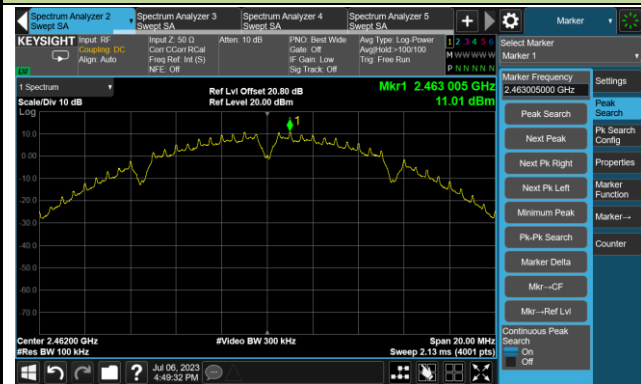 Spectrum Analyzer 2
Swept SA
Spectrum Analyzer 3
Swept SA
Spectrum Analyzer 4
Swept SA
Spectrum Analyzer 5
Swept SA
+
Marker
KEYSIGHT
Input: RF
Coupling: DC
Align: Auto
Input Z: 50 Ω
Corr CCorr RCal
Freq Ref: Int (S)
NFE: Off
Atten: 10 dB
PNO: Best Wide
Gate: Off
IF Gain: Low
Sig Track: Off
Avg Type: Log-Power
Avg|Hold:>100/100
Trig: Free Run
1 2 3 4 5 6
M W W W W W
P N N N N N
LXI
Select Marker
Marker 1
1 Spectrum
Scale/Div 10 dB
Log
Ref Lvl Offset 20.80 dB
Ref Level 20.00 dBm
Mkr1 2.463 005 GHz
11.01 dBm
1
10.0
0.00
-10.0
-20.0
-30.0
-40.0
-50.0
-60.0
-70.0
Center 2.46200 GHz
#Res BW 100 kHz
#Video BW 300 kHz
Span 20.00 MHz
Sweep 2.13 ms (4001 pts)
Marker Frequency
2.463005000 GHz
Peak Search
Next Peak
Next Pk Right
Next Pk Left
Minimum Peak
Pk-Pk Search
Marker Delta
Mkr→CF
Mkr→Ref Lvl
Continuous Peak
Search
On
Off
Settings
Peak
Search
Pk Search
Config
Properties
Marker
Function
Marker→
Counter
?
Jul 06, 2023
4:49:32 PM